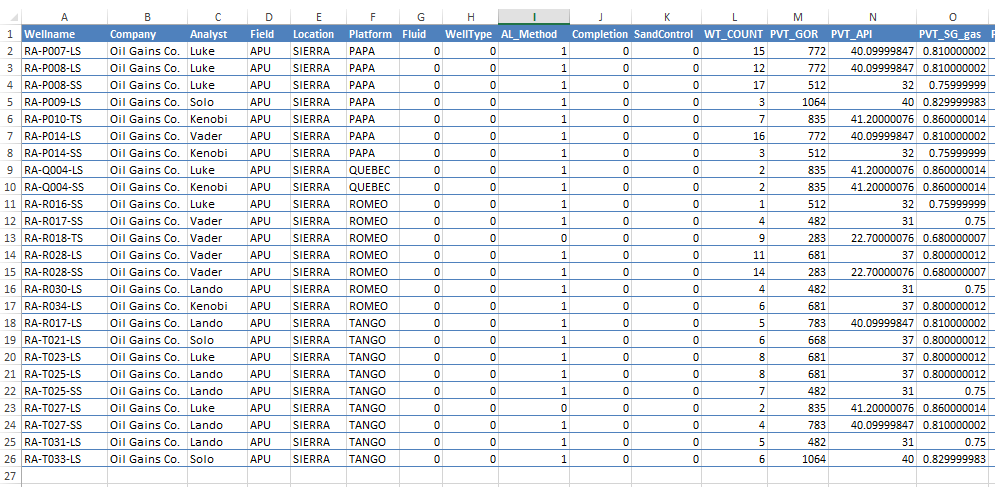 A B C D E F G H I J K L M N O
1 Wellname Company Analyst Field Location Platform Fluid WellType AL_Method Completion SandControl WT_COUNT PVT_GOR PVT_API PVT_SG_gas
2 RA-P007-LS Oil Gains Co. Luke APU SIERRA PAPA 0 0 1 0 0 15 772 40.09999847 0.810000002
3 RA-P008-LS Oil Gains Co. Luke APU SIERRA PAPA 0 0 1 0 0 12 772 40.09999847 0.810000002
4 RA-P008-SS Oil Gains Co. Luke APU SIERRA PAPA 0 0 1 0 0 17 512 32 0.75999999
5 RA-P009-LS Oil Gains Co. Solo APU SIERRA PAPA 0 0 1 0 0 3 1064 40 0.829999983
6 RA-P010-TS Oil Gains Co. Kenobi APU SIERRA PAPA 0 0 1 0 0 7 835 41.20000076 0.860000014
7 RA-P014-LS Oil Gains Co. Vader APU SIERRA PAPA 0 0 1 0 0 16 772 40.09999847 0.810000002
8 RA-P014-SS Oil Gains Co. Kenobi APU SIERRA PAPA 0 0 1 0 0 3 512 32 0.75999999
9 RA-Q004-LS Oil Gains Co. Luke APU SIERRA QUEBEC 0 0 1 0 0 2 835 41.20000076 0.860000014
10 RA-Q004-SS Oil Gains Co. Kenobi APU SIERRA QUEBEC 0 0 1 0 0 2 835 41.20000076 0.860000014
11 RA-R016-SS Oil Gains Co. Luke APU SIERRA ROMEO 0 0 1 0 0 1 512 32 0.75999999
12 RA-R017-SS Oil Gains Co. Vader APU SIERRA ROMEO 0 0 1 0 0 4 482 31 0.75
13 RA-R018-TS Oil Gains Co. Vader APU SIERRA ROMEO 0 0 0 0 0 9 283 22.70000076 0.680000007
14 RA-R028-LS Oil Gains Co. Vader APU SIERRA ROMEO 0 0 1 0 0 11 681 37 0.800000012
15 RA-R028-SS Oil Gains Co. Vader APU SIERRA ROMEO 0 0 1 0 0 14 283 22.70000076 0.680000007
16 RA-R030-LS Oil Gains Co. Lando APU SIERRA ROMEO 0 0 1 0 0 4 482 31 0.75
17 RA-R034-LS Oil Gains Co. Kenobi APU SIERRA ROMEO 0 0 1 0 0 6 681 37 0.800000012
18 RA-R017-LS Oil Gains Co. Lando APU SIERRA TANGO 0 0 1 0 0 5 783 40.09999847 0.810000002
19 RA-T021-LS Oil Gains Co. Solo APU SIERRA TANGO 0 0 1 0 0 6 668 37 0.800000012
20 RA-T023-LS Oil Gains Co. Luke APU SIERRA TANGO 0 0 1 0 0 8 681 37 0.800000012
21 RA-T025-LS Oil Gains Co. Lando APU SIERRA TANGO 0 0 1 0 0 8 681 37 0.800000012
22 RA-T025-SS Oil Gains Co. Lando APU SIERRA TANGO 0 0 1 0 0 7 482 31 0.75
23 RA-T027-LS Oil Gains Co. Luke APU SIERRA TANGO 0 0 0 0 0 2 835 41.20000076 0.860000014
24 RA-T027-SS Oil Gains Co. Lando APU SIERRA TANGO 0 0 1 0 0 4 783 40.09999847 0.810000002
25 RA-T031-LS Oil Gains Co. Lando APU SIERRA TANGO 0 0 1 0 0 5 482 31 0.75
26 RA-T033-LS Oil Gains Co. Solo APU SIERRA TANGO 0 0 1 0 0 6 1064 40 0.829999983
27